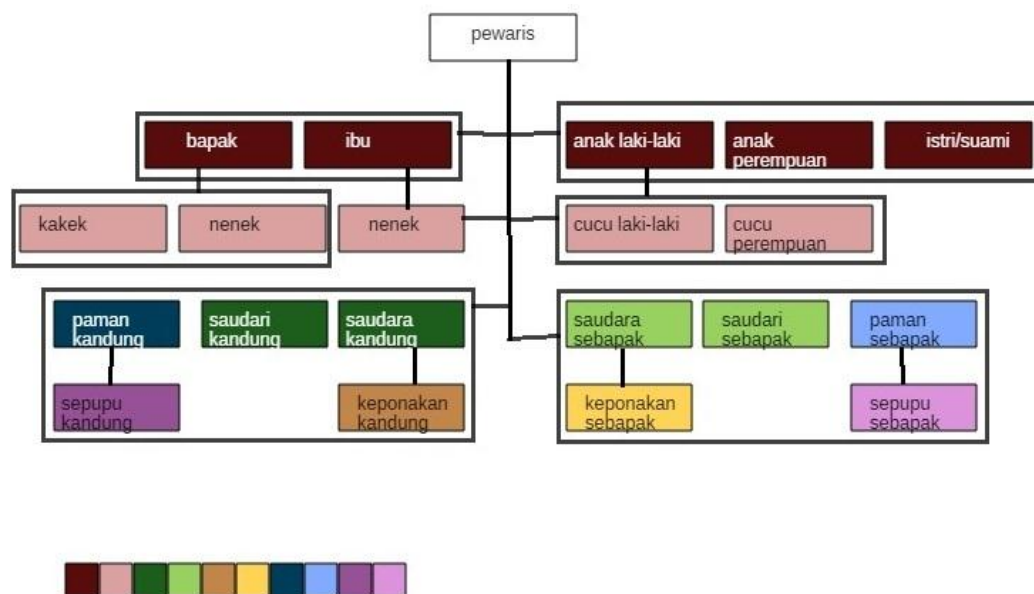 pewaris
bapak
ibu
anak laki-laki
anak
perempuan
istri/suami
kakek
nenek
nenek
cucu laki-laki
cucu
perempuan
paman
kandung
saudari
kandung
saudara
kandung
saudara
sebapak
saudari
sebapak
paman
sebapak
sepupu
kandung
keponakan
kandung
keponakan
sebapak
sepupu
sebapak